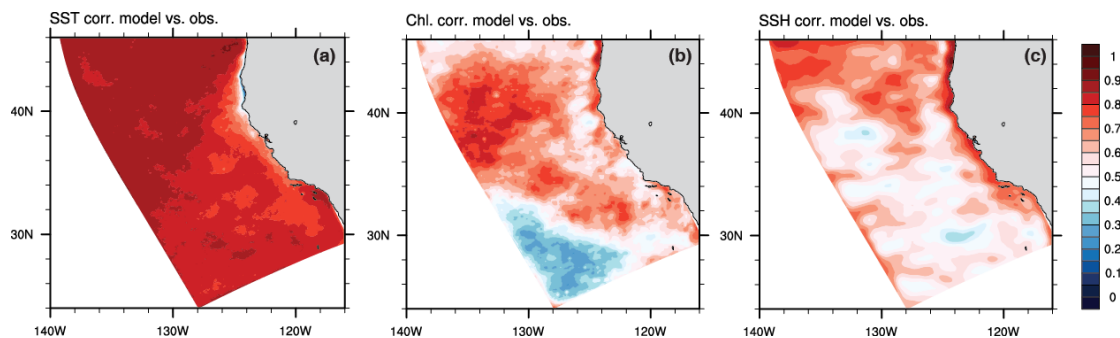 SST corr. model vs. obs.
(a)
40N
30N
140W
130W
120W
Chl. corr. model vs. obs.
(b)
40N
30N
140W
130W
120W
SSH corr. model vs. obs.
(c)
40N
30N
140W
130W
120W
1
0.9
0.8
0.7
0.6
0.5
0.4
0.3
0.2
0.1
0